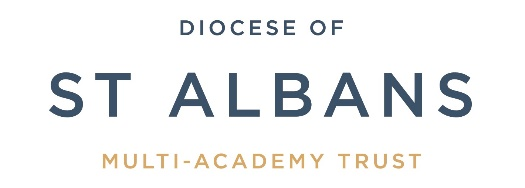 DIOCESE OF
ST ALBANS
MULTI-ACADEMY TRUST